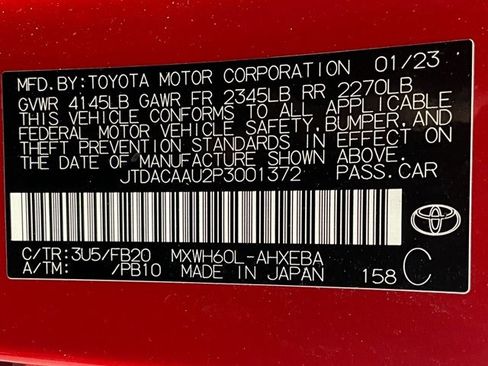 MFD.BY:TOYOTA MOTOR CORPORATION 01/23
GVWR 4145LB GAWR FR 2345LB RR 2270LB
THIS VEHICLE CONFORMS TO ALL APPLICABLE
FEDERAL MOTOR VEHICLE SAFETY,BUMPER,AND
THEFT PREVENTION STANDARDS IN EFFECT ON
THE DATE OF MANUFACTURE SHOWN ABOVE.
JTDACAAU2P3001372 PASS.CAR
C/TR:3U5/FB20 MXWH60L-AHXEBA
A/TM: /PB10 MADE IN JAPAN 158 C